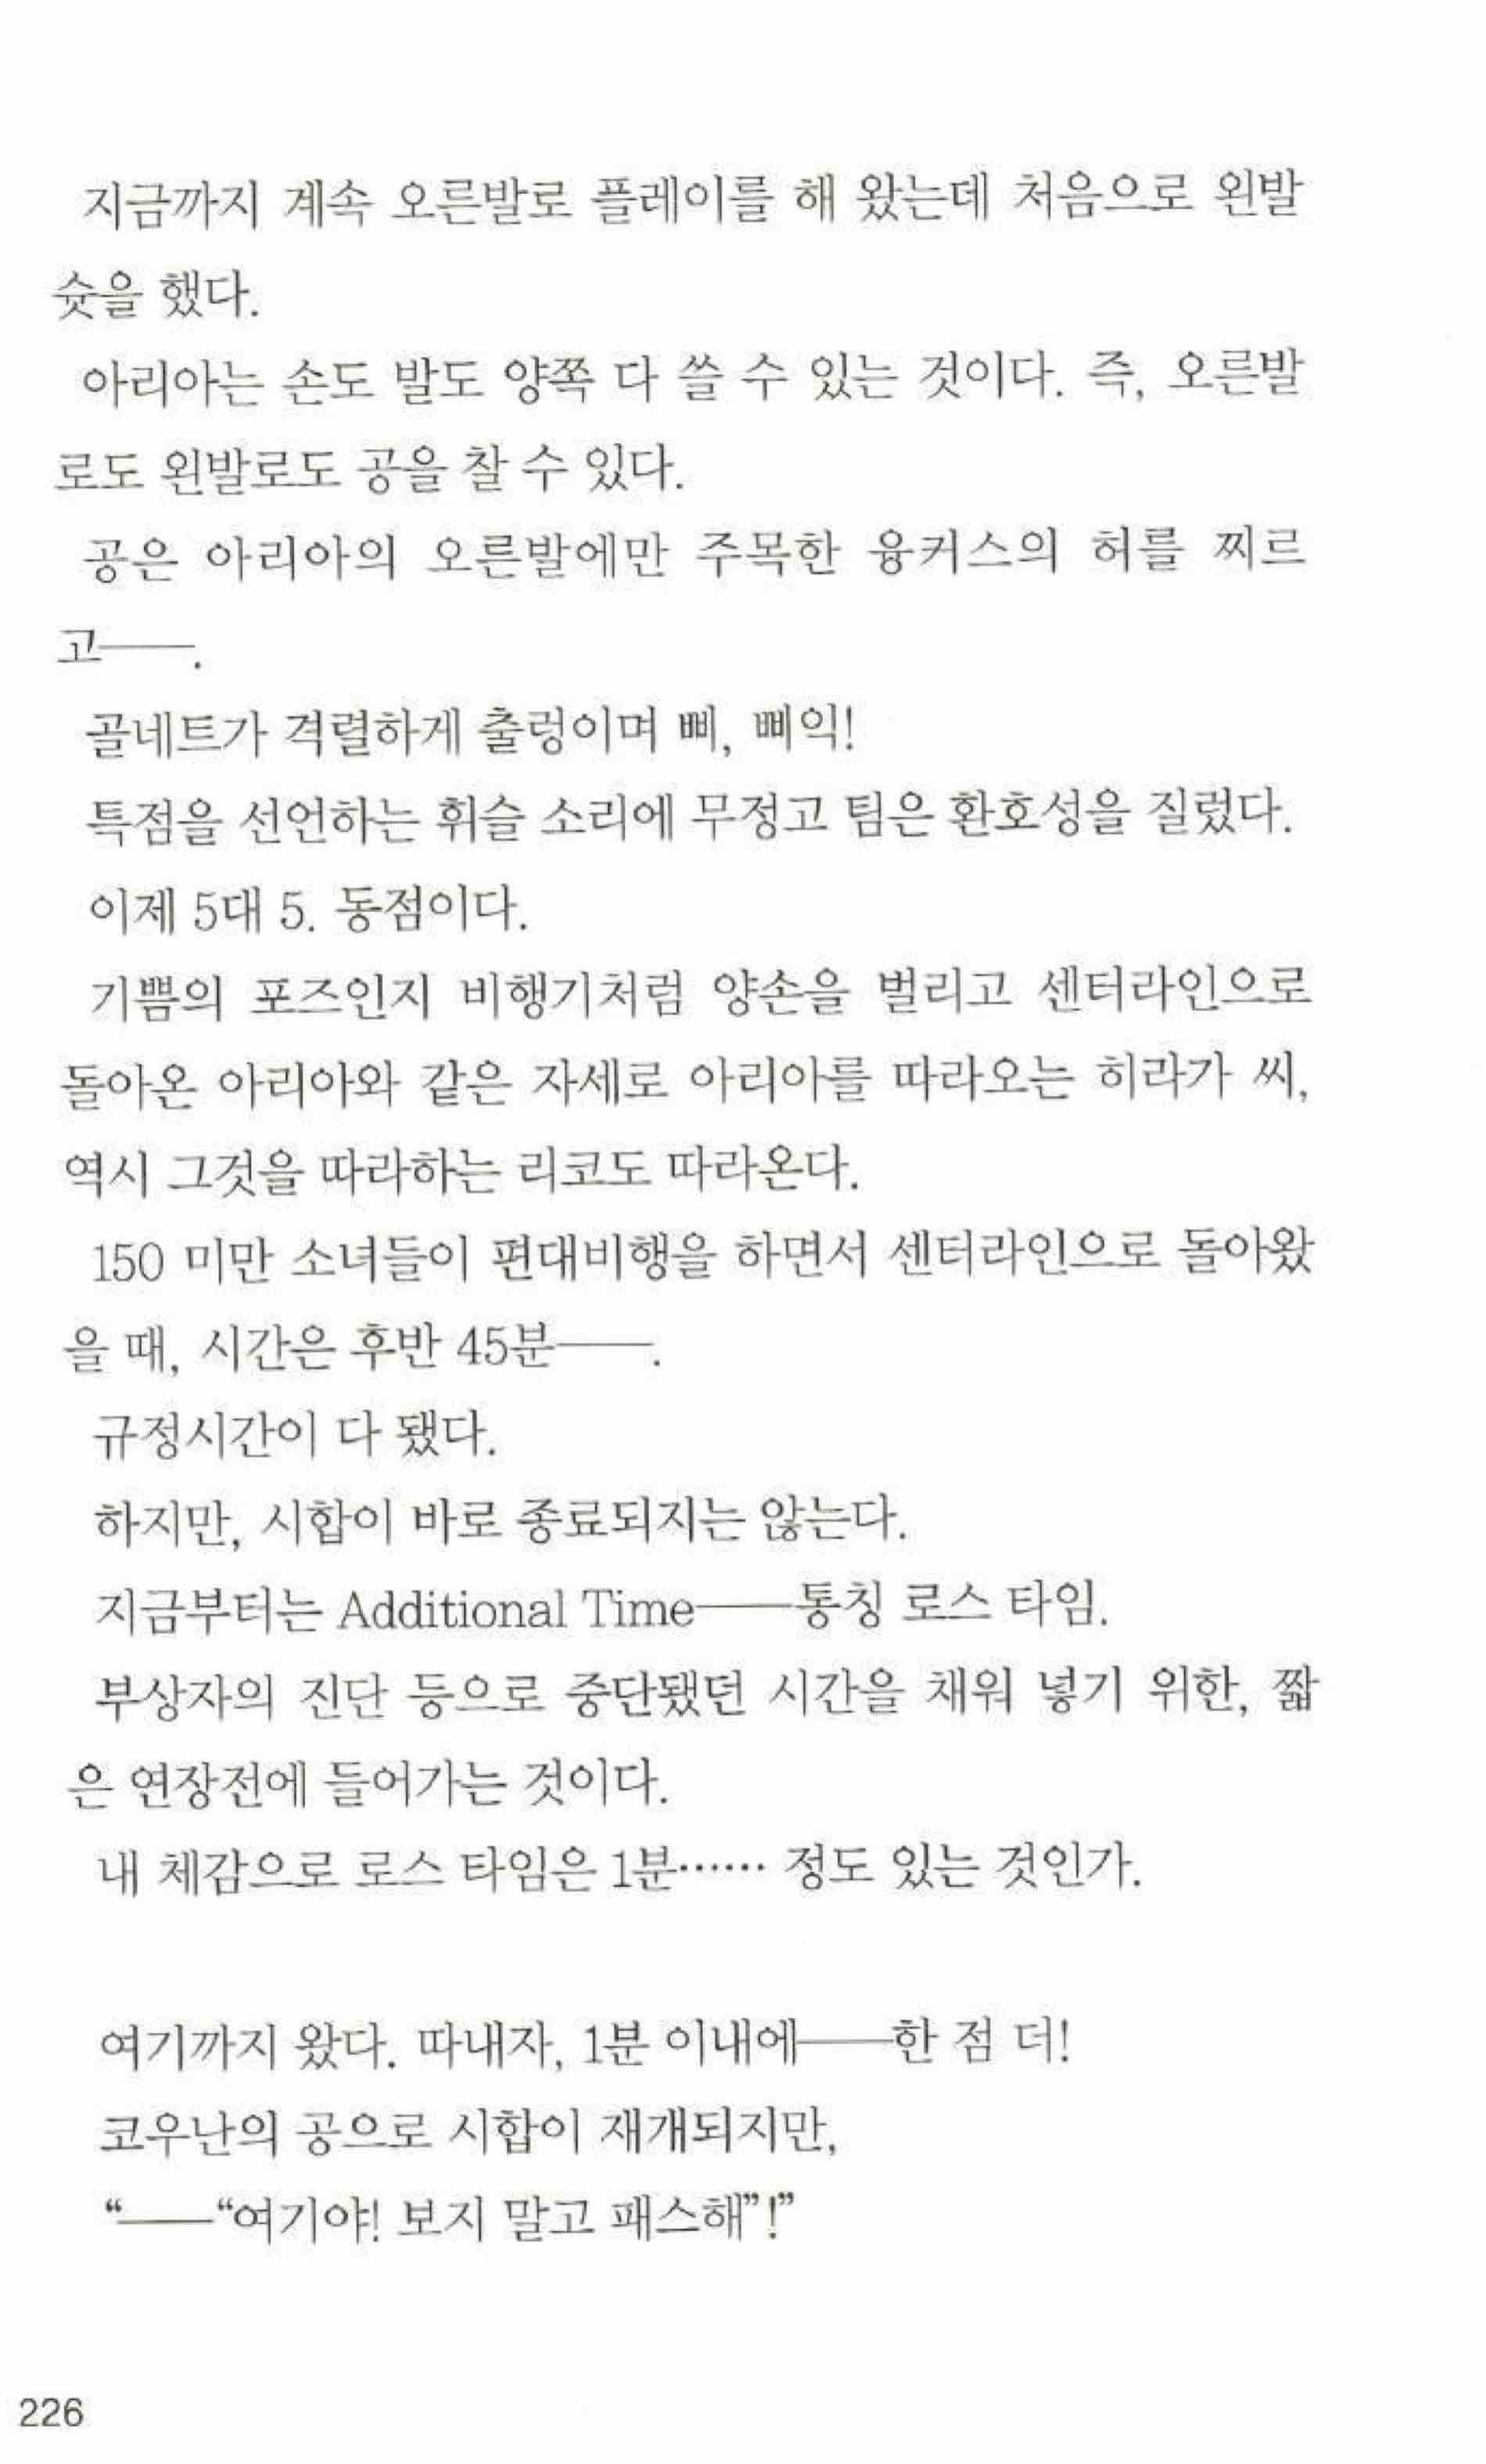 지금까지 계속 오른발로 플레이를 해 왔는데 처음으로 왼발
슛을 했다.
아리아는 손도 발도 양쪽 다 쓸 수 있는 것이다. 즉, 오른발
로도 왼발로도 공을 찰 수 있다.
공은 아리아의 오른발에만 주목한 융커스의 허를 찌르
고――.
골네트가 격렬하게 출렁이며 삐, 삐익!
특점을 선언하는 휘슬 소리에 무정고 팀은 환호성을 질렀다.
이제 5대 5. 동점이다.
기쁨의 포즈인지 비행기처럼 양손을 벌리고 센터라인으로
돌아온 아리아와 같은 자세로 아리아를 따라오는 히라가 씨,
역시 그것을 따라하는 리코도 따라온다.
150 미만 소녀들이 편대비행을 하면서 센터라인으로 돌아왔
을 때, 시간은 후반 45분――.
규정시간이 다 됐다.
하지만, 시합이 바로 종료되지는 않는다.
지금부터는 Additional Time――통칭 로스 타임.
부상자의 진단 등으로 중단됐던 시간을 채워 넣기 위한, 짧
은 연장전에 들어가는 것이다.
내 체감으로 로스 타임은 1분…… 정도 있는 것인가.
여기까지 왔다. 따내자, 1분 이내에――한 점 더!
코우난의 공으로 시합이 재개되지만,
“――“여기야! 보지 말고 패스해”!”
226